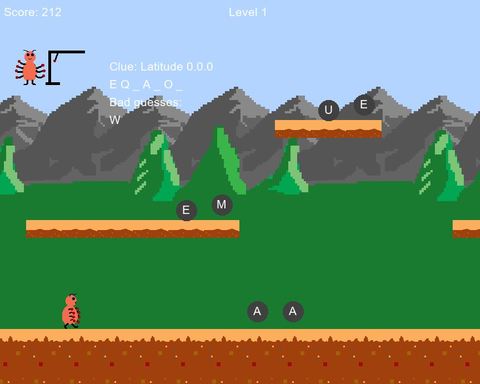 Score: 212
Level 1
Clue: Latitude 0.0.0
E Q _ A _ O _
Bad guesses:
W
U E
E M
A A